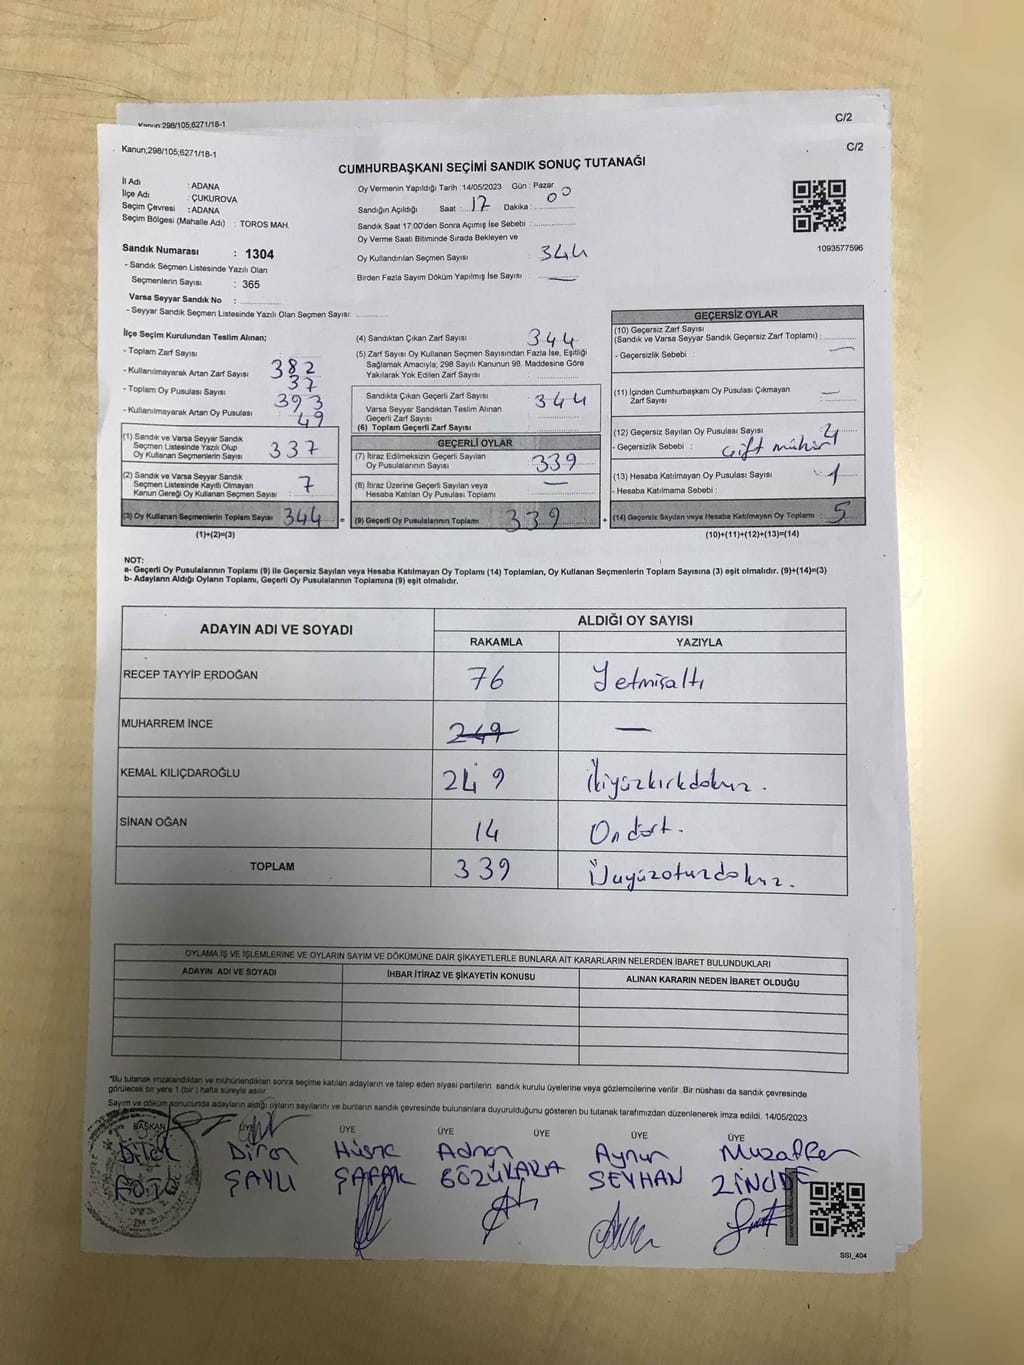 Kanun;298/105;6271/18-1
C/2
Kanun;298/105;6271/18-1
C/2
CUMHURBAŞKANI SEÇİMİ SANDIK SONUÇ TUTANAĞI
İl Adı : ADANA
İlçe Adı : ÇUKUROVA
Seçim Çevresi : ADANA
Seçim Bölgesi (Mahalle Adı) : TOROS MAH.
Oy Vermenin Yapıldığı Tarih : 14/05/2023 Gün : Pazar
Sandığın Açıldığı Saat : 17 Dakika : 00
Sandık Saat 17:00'den Sonra Açımış İse Sebebi :
Oy Verme Saati Bitiminde Sırada Bekleyen ve
Oy Kullandırılan Seçmen Sayısı 344
Birden Fazla Sayım Döküm Yapılmış İse Sayısı : —
1093577596
Sandık Numarası : 1304
- Sandık Seçmen Listesinde Yazılı Olan
Seçmenlerin Sayısı : 365
Varsa Seyyar Sandık No :
- Seyyar Sandık Seçmen Listesinde Yazılı Olan Seçmen Sayısı:
İlçe Seçim Kurulundan Teslim Alınan;
- Toplam Zarf Sayısı 382
- Kullanılmayarak Artan Zarf Sayısı 37
- Toplam Oy Pusulası Sayısı 393
- Kullanılmayarak Artan Oy Pusulası 49
(1) Sandık ve Varsa Seyyar Sandık
Seçmen Listesinde Yazılı Olup
Oy Kullanan Seçmenlerin Sayısı 337
(2) Sandık ve Varsa Seyyar Sandık
Seçmen Listesinde Kayıtlı Olmayan
Kanun Gereği Oy Kullanan Seçmen Sayısı 7
(3) Oy Kullanan Seçmenlerin Toplam Sayısı 344 =
(1)+(2)=(3)
(4) Sandıktan Çıkan Zarf Sayısı 344
(5) Zarf Sayısı Oy Kullanan Seçmen Sayısından Fazla İse, Eşitliği
Sağlamak Amacıyla; 298 Sayılı Kanunun 98. Maddesine Göre
Yakılarak Yok Edilen Zarf Sayısı
Sandıkta Çıkan Geçerli Zarf Sayısı 344
Varsa Seyyar Sandıktan Teslim Alınan
Geçerli Zarf Sayısı
(6) Toplam Geçerli Zarf Sayısı
GEÇERLİ OYLAR
(7) İtiraz Edilmeksizin Geçerli Sayılan
Oy Pusulalarının Sayısı 339
(8) İtiraz Üzerine Geçerli Sayılan veya
Hesaba Katılan Oy Pusulası Toplamı —
(9) Geçerli Oy Pusulalarının Toplamı 339 +
GEÇERSİZ OYLAR
(10) Geçersiz Zarf Sayısı
(Sandık ve Varsa Seyyar Sandık Geçersiz Zarf Toplamı) : —
- Geçersizlik Sebebi :
(11) İçinden Cumhurbaşkanı Oy Pusulası Çıkmayan
Zarf Sayısı —
(12) Geçersiz Sayılan Oy Pusulası Sayısı 4
- Geçersizlik Sebebi : Çift mühür
(13) Hesaba Katılmayan Oy Pusulası Sayısı : 1
- Hesaba Katılmama Sebebi :
(14) Geçersiz Sayılan veya Hesaba Katılmayan Oy Toplamı : 5
(10)+(11)+(12)+(13)=(14)
NOT:
a- Geçerli Oy Pusulalarının Toplamı (9) ile Geçersiz Sayılan veya Hesaba Katılmayan Oy Toplamı (14) Toplamları, Oy Kullanan Seçmenlerin Toplam Sayısına (3) eşit olmalıdır. (9)+(14)=(3)
b- Adayların Aldığı Oyların Toplamı, Geçerli Oy Pusulalarının Toplamına (9) eşit olmalıdır.
ADAYIN ADI VE SOYADI
ALDIĞI OY SAYISI
RAKAMLA YAZIYLA
RECEP TAYYİP ERDOĞAN 76 Yetmişaltı
MUHARREM İNCE 249 —
KEMAL KILIÇDAROĞLU 249 İkiyüzkırkdokuz.
SİNAN OĞAN 14 Ondört.
TOPLAM 339 Üçyüzotuzdokuz.
OYLAMA İŞ VE İŞLEMLERİNE VE OYLARIN SAYIM VE DÖKÜMÜNE DAİR ŞİKAYETLERLE BUNLARA AİT KARARLARIN NELERDEN İBARET BULUNDUKLARI
ADAYIN ADI VE SOYADI İHBAR İTİRAZ VE ŞİKAYETİN KONUSU ALINAN KARARIN NEDEN İBARET OLDUĞU
"Bu tutanak imzalandıktan ve mühürlendikten sonra seçime katılan adayların ve talep eden siyasi partilerin sandık kurulu üyelerine veya gözlemcilerine verilir. Bir nüshası da sandık çevresinde
görülecek bir yere 1 (bir ) hafta süreyle asılır.
Sayım ve döküm sonucunda adayların aldığı oyların sayılarını ve bunların sandık çevresinde bulunanlara duyurulduğunu gösteren bu tutanak tarafımızdan düzenlenerek imza edildi. 14/05/2023
BAŞKAN ÜYE ÜYE ÜYE ÜYE ÜYE ÜYE
Dilek Diren Hüsne Adnan Aynur Muzaffer
ŞAYLI ŞAFAK GÖZÜKARA SEYHAN ZİNCİDE
SSİ_404